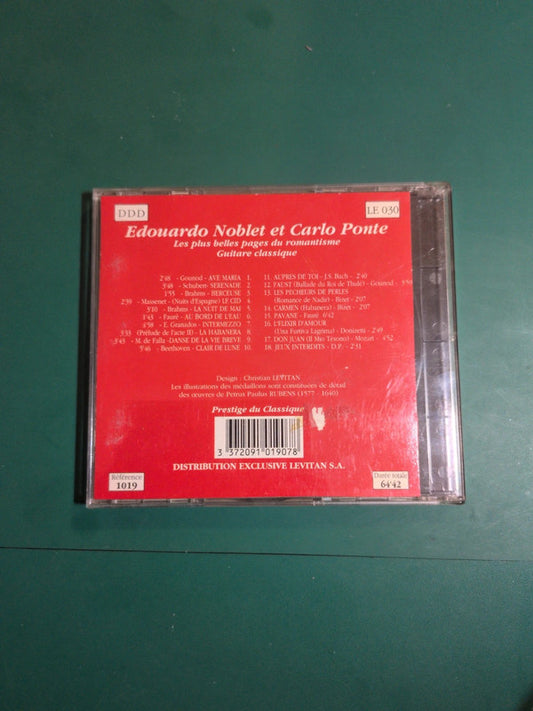 DDD
LE 030
Edouardo Noblet et Carlo Ponte
Les plus belles pages du romantisme
Guitare classique
2'48 - Gounod - AVE MARIA 1.
3'48 - Schubert- SERENADE 2
1'55 - Brahms - BERCEUSE 3
2'39 - Massenet - (Nuits d'Espagne) LE CID 4
3'10 - Brahms - LA NUIT DE MAI 5
3'43 - Fauré - AU BORD DE L'EAU 6
4'58 - E. Granados - INTERMEZZO 7
3'33 (Prélude de l'acte II) - LA HABANERA 8
3'43 - M. de Falla -DANSE DE LA VIE BREVE 9
5'46 - Beethoven - CLAIR DE LUNE 10.
11. AUPRES DE TOI - J.S. Bach - 2'40
12. FAUST (Ballade du Roi de Thulé) - Gounod -
13. LES PECHEURS DE PERLES
(Romance de Nadir) - Bizet - 2'07
14. CARMEN (Habanera) - Bizet - 2'07
15. PAVANE - Fauré 6'42
16. L'ELIXIR D'AMOUR
(Una Furtiva Lagrima) - Donizetti - 2'49
17. DON JUAN (Il Mio Tesoro) - Mozart - 4'52
18. JEUX INTERDITS - D.P. - 2'31
Design : Christian LEVITAN
Les illustrations des médaillons sont constituées de détail
des œuvres de Petrus Paulus RUBENS (1577 - 1640)
Prestige du Classique
3 372091 019078
DISTRIBUTION EXCLUSIVE LEVITAN S.A.
Référence
1019
Durée totale
64'42